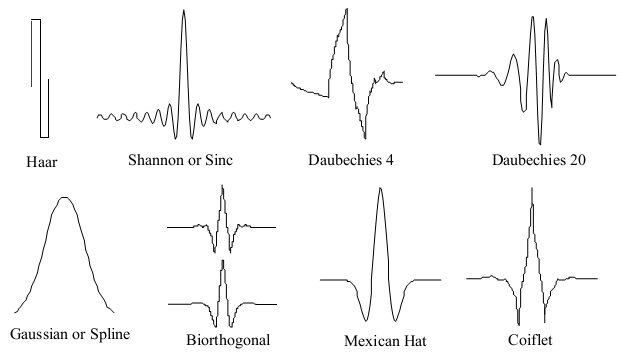 Haar
Shannon or Sinc
Daubechies 4
Daubechies 20
Gaussian or Spline
Biorthogonal
Mexican Hat
Coiflet